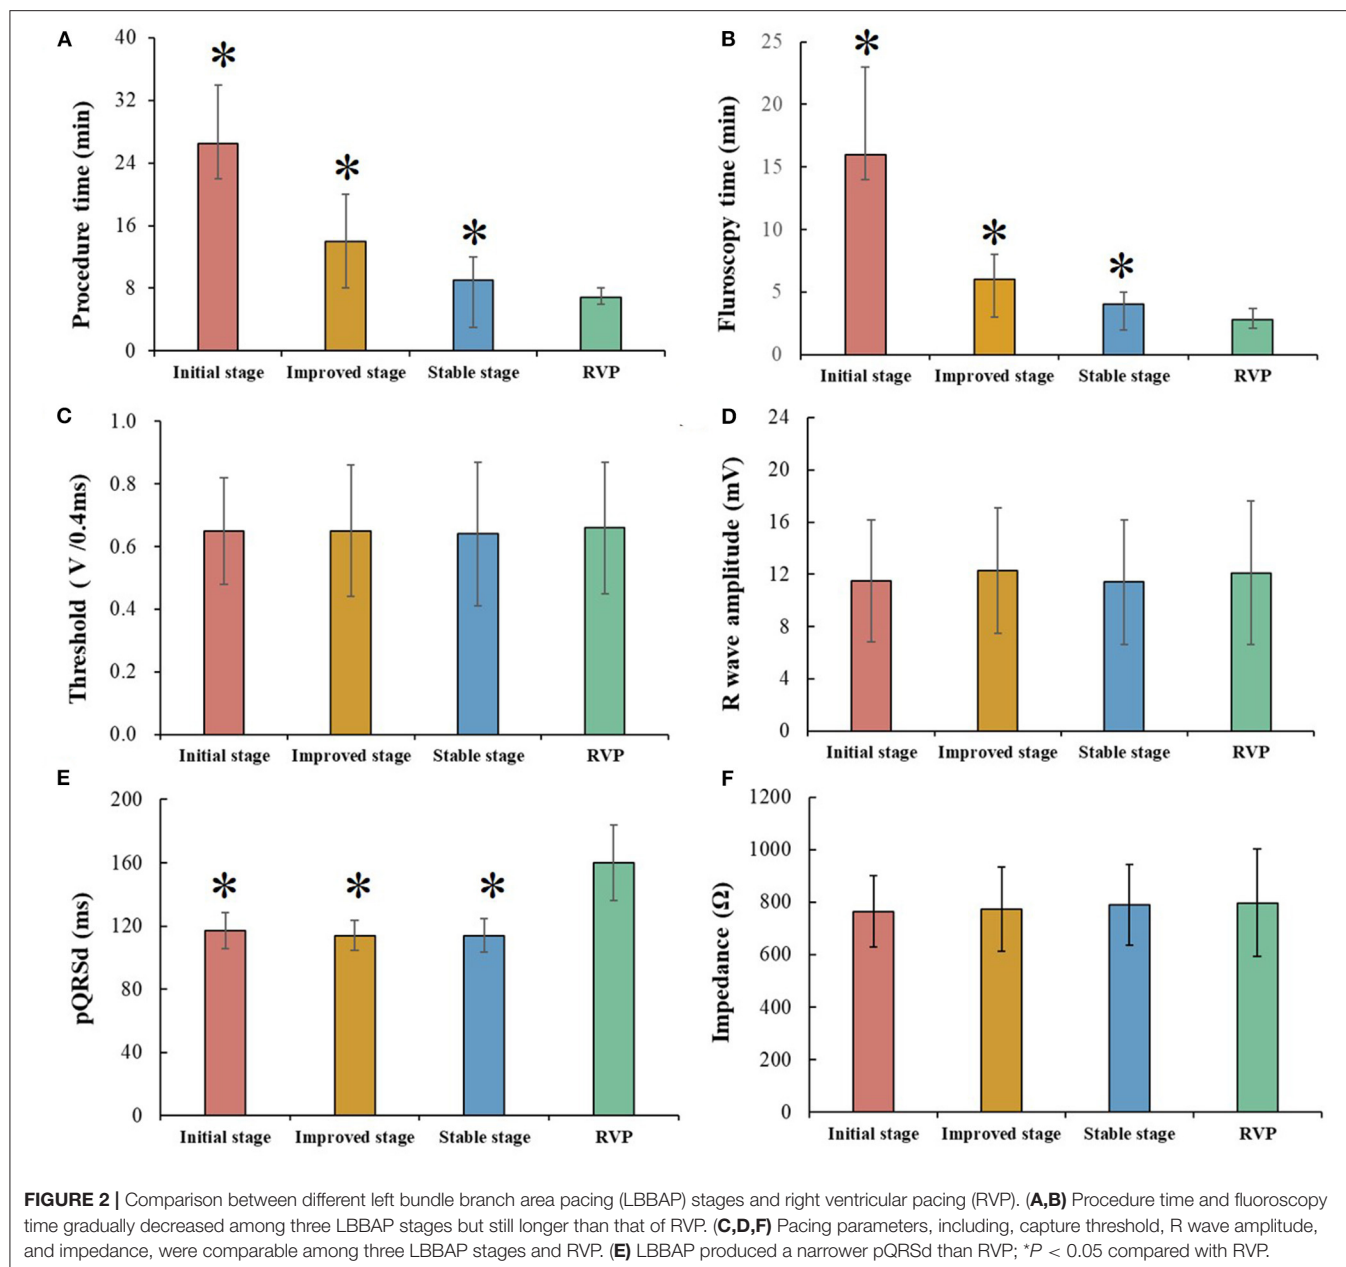 A
40
32
24
16
8
0
Procedure time (min)
*
*
*
Initial stage Improved stage Stable stage RVP
B
25
20
15
10
5
0
Fluroscopy time (min)
*
*
*
Initial stage Improved stage Stable stage RVP
C
1.0
0.8
0.6
0.4
0.2
0.0
Threshold ( V /0.4ms)
Initial stage Improved stage Stable stage RVP
D
24
20
16
12
8
4
0
R wave amplitude (mV)
Initial stage Improved stage Stable stage RVP
E
200
160
120
80
40
0
pQRSd (ms)
* * *
Initial stage Improved stage Stable stage RVP
F
1200
1000
800
600
400
200
0
Impedance (Ω)
Initial stage Improved stage Stable stage RVP
FIGURE 2 | Comparison between different left bundle branch area pacing (LBBAP) stages and right ventricular pacing (RVP). (A,B) Procedure time and fluoroscopy
time gradually decreased among three LBBAP stages but still longer than that of RVP. (C,D,F) Pacing parameters, including, capture threshold, R wave amplitude,
and impedance, were comparable among three LBBAP stages and RVP. (E) LBBAP produced a narrower pQRSd than RVP; *P < 0.05 compared with RVP.